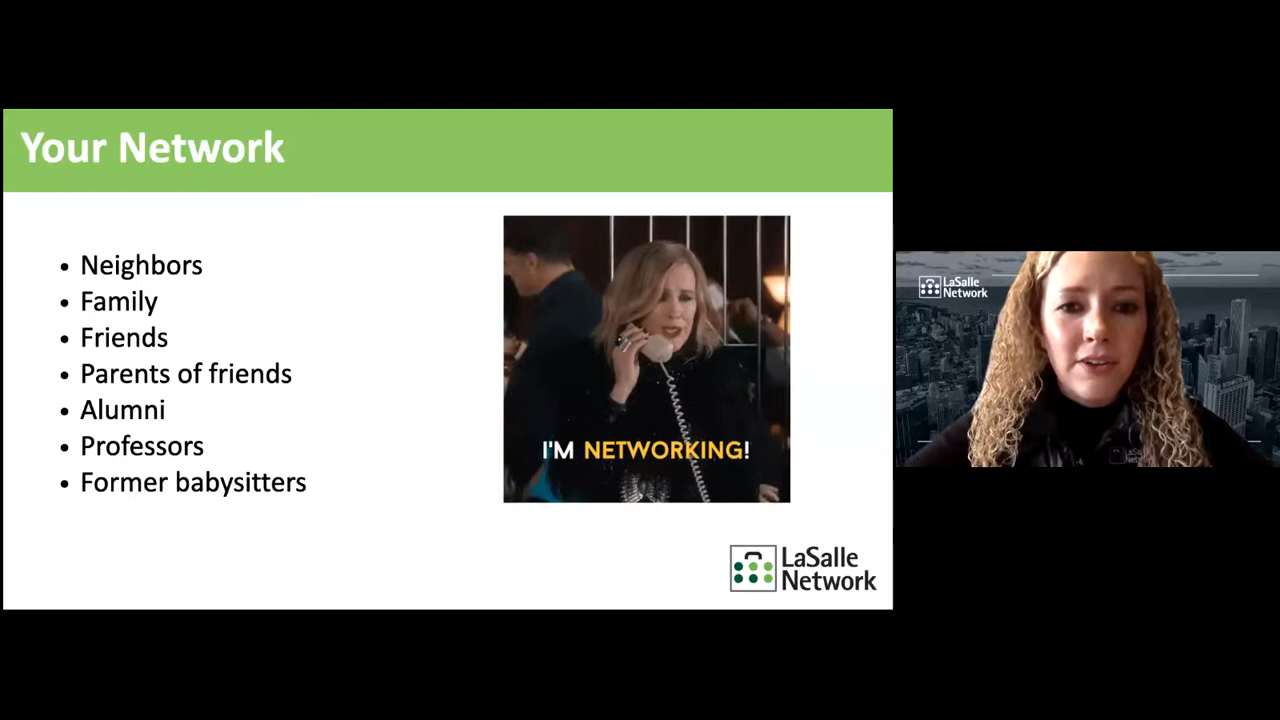 Your Network
• Neighbors
• Family
• Friends
• Parents of friends
• Alumni
• Professors
• Former babysitters
I'M NETWORKING!
LaSalle
Network
LaSalle
Network